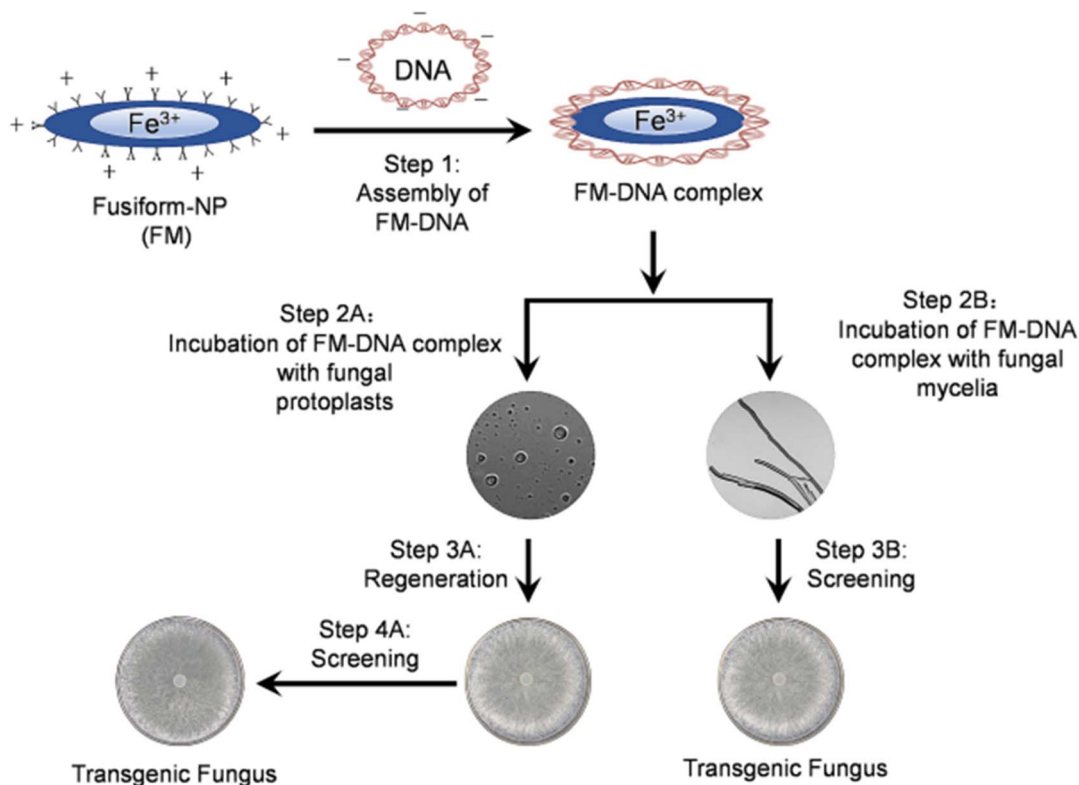 DNA
Fe3+
Fusiform-NP
(FM)
Step 1:
Assembly of
FM-DNA
Fe3+
FM-DNA complex
Step 2A:
Incubation of FM-DNA complex
with fungal
protoplasts
Step 2B:
Incubation of FM-DNA
complex with fungal
mycelia
Step 3A:
Regeneration
Step 3B:
Screening
Step 4A:
Screening
Transgenic Fungus
Transgenic Fungus